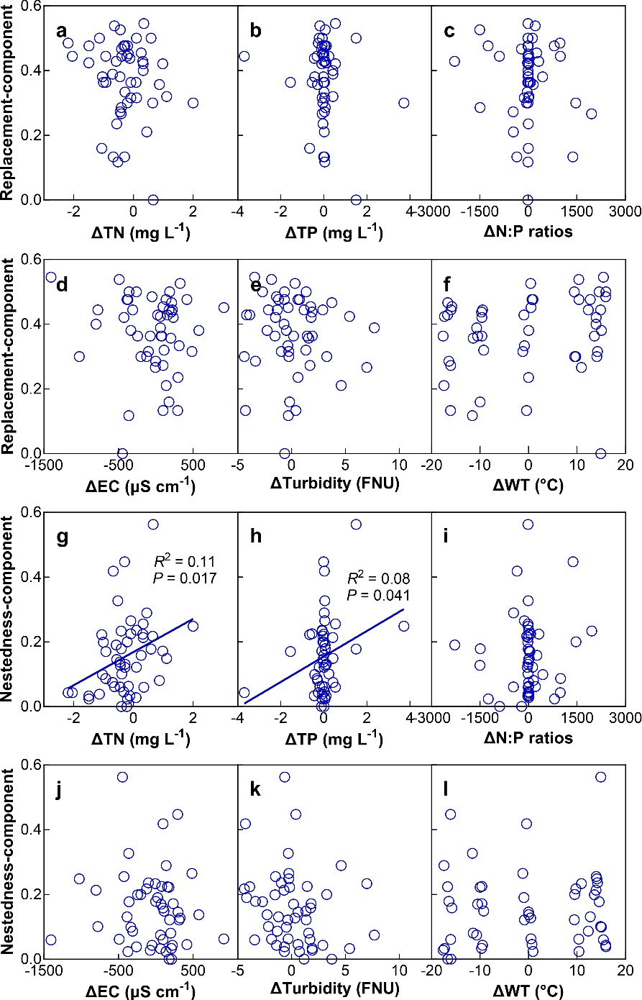 Replacement-component
0.6
0.4
0.2
0.0
a
b
c
-2 0 2 -4 -2 0 2 4 -3000 -1500 0 1500 3000
ΔTN (mg L⁻¹) ΔTP (mg L⁻¹) ΔN:P ratios
Replacement-component
0.6
0.4
0.2
0.0
d
e
f
-1500 -500 500 -5 0 5 10 -20 -10 0 10 20
ΔEC (µS cm⁻¹) ΔTurbidity (FNU) ΔWT (°C)
Nestedness-component
0.6
0.4
0.2
0.0
g
R² = 0.11
P = 0.017
h
R² = 0.08
P = 0.041
i
-2 0 2 -4 -2 0 2 4 -3000 -1500 0 1500 3000
ΔTN (mg L⁻¹) ΔTP (mg L⁻¹) ΔN:P ratios
Nestedness-component
0.6
0.4
0.2
0.0
j
k
l
-1500 -500 500 -5 0 5 10 -20 -10 0 10 20
ΔEC (µS cm⁻¹) ΔTurbidity (FNU) ΔWT (°C)